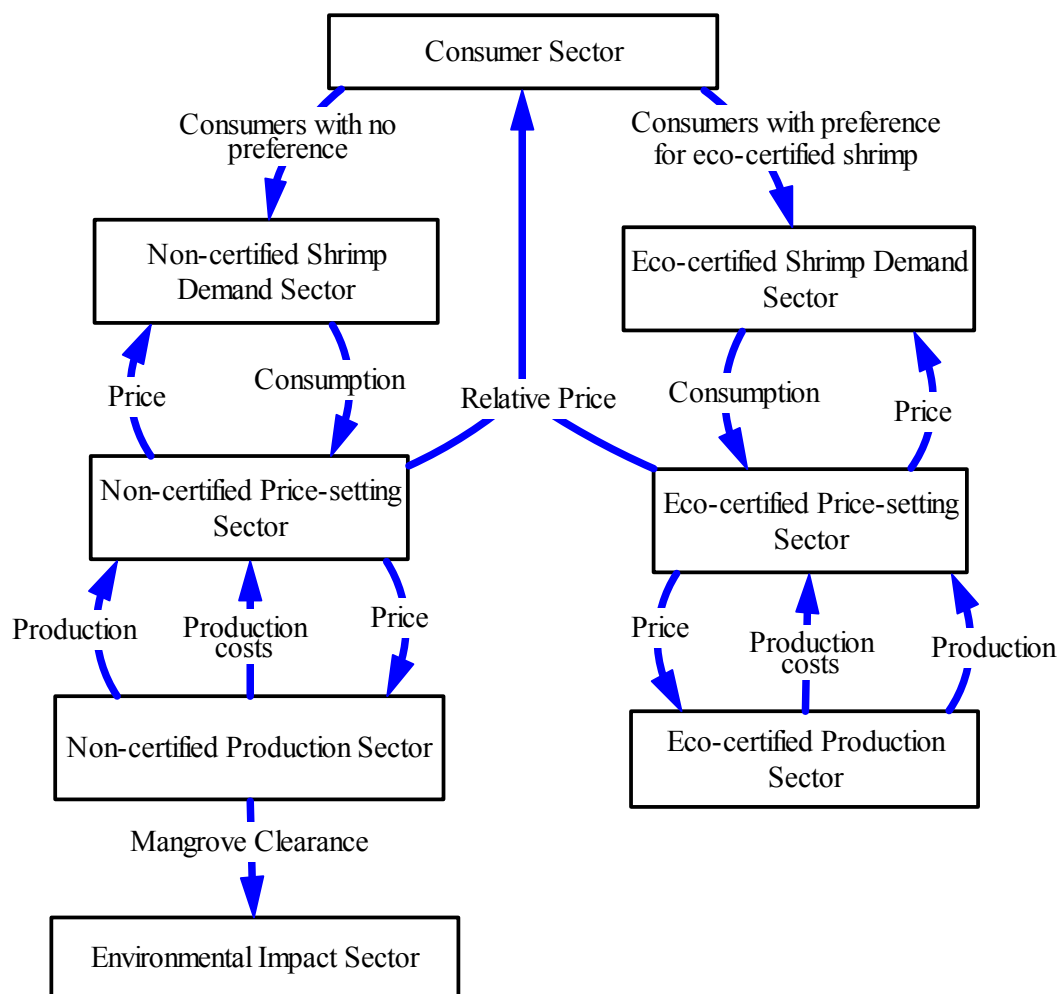 Consumer Sector
Consumers with no
preference
Consumers with preference
for eco-certified shrimp
Non-certified Shrimp
Demand Sector
Eco-certified Shrimp Demand
Sector
Price
Consumption
Relative Price
Consumption
Price
Non-certified Price-setting
Sector
Eco-certified Price-setting
Sector
Production
Production
costs
Price
Price
Production
costs
Production
Non-certified Production Sector
Eco-certified Production
Sector
Mangrove Clearance
Environmental Impact Sector